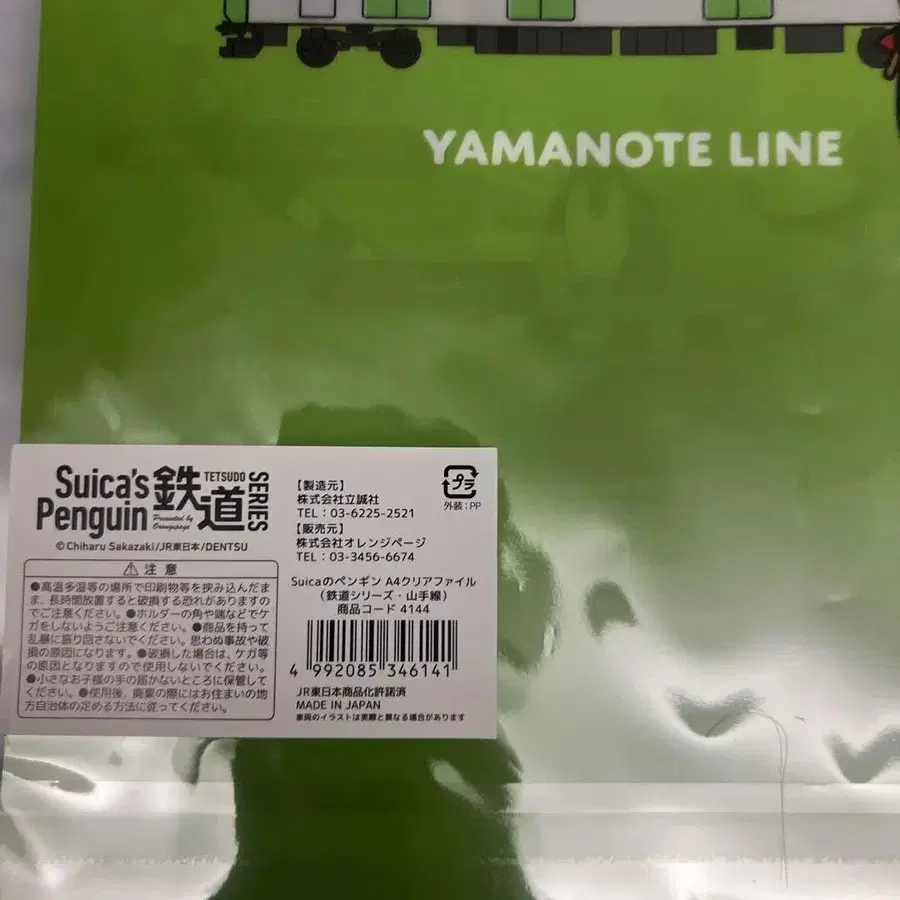 YAMANOTE LINE
Suica's
Penguin
鉄道
TETSUDO
SERIES
Presented by
Orangepage
©Chiharu Sakazaki/JR東日本/DENTSU
⚠ 注意
●高温多湿等の場所で印刷物等を挟み込んだま
ま、長時間放置すると破損する恐れがありますの
でご注意ください。●ホルダーの角や端などでケ
ガをしないようご注意ください。●商品を持って
乱暴に振り回さないでください。思わぬ事故や破
損の原因になります。●破損した場合は、ケガ等
の原因となりますので使用しないでください。
●小さなお子様の手の届かないところに保管して
ください。●使用後、廃棄の際にはお住まいの地
方自治体の定める方法に従ってください。
【製造元】
株式会社立誠社
TEL：03-6225-2521
【販売元】
株式会社オレンジページ
TEL：03-3456-6674
プラ
外装：PP
Suicaのペンギン A4クリアファイル
（鉄道シリーズ・山手線）
商品コード 4144
4 992085 346141
JR東日本商品化許諾済
MADE IN JAPAN
車両のイラストは実際と異なる場合があります